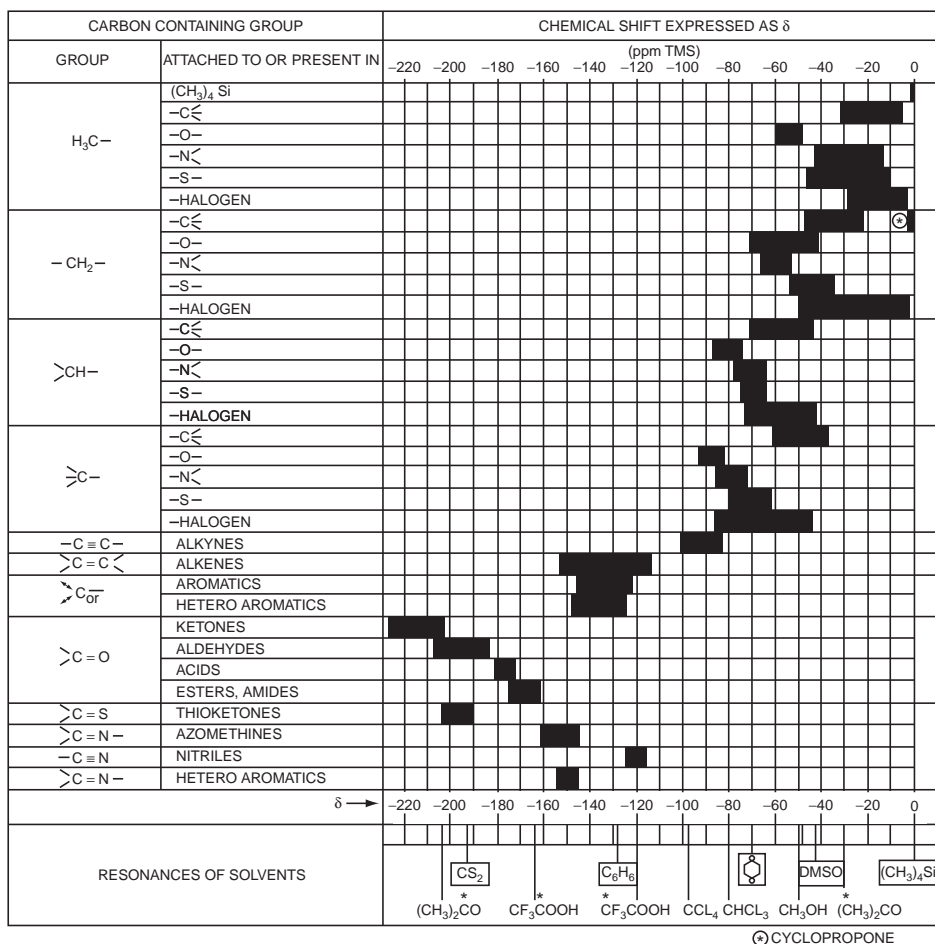 CARBON CONTAINING GROUP CHEMICAL SHIFT EXPRESSED AS δ
GROUP ATTACHED TO OR PRESENT IN (ppm TMS)
−220 −200 −180 −160 −140 −120 −100 −80 −60 −40 −20 0
(CH₃)₄ Si
−C⋲
H₃C− −O−
−N<
−S−
−HALOGEN
−C⋲ *
−O−
−CH₂− −N<
−S−
−HALOGEN
−C⋲
−O−
>CH− −N<
−S−
−HALOGEN
−C⋲
−O−
⋺C− −N<
−S−
−HALOGEN
−C ≡ C− ALKYNES
>C = C< ALKENES
C or AROMATICS
HETERO AROMATICS
KETONES
>C = O ALDEHYDES
ACIDS
ESTERS, AMIDES
>C = S THIOKETONES
>C = N − AZOMETHINES
−C ≡ N NITRILES
>C = N − HETERO AROMATICS
δ → −220 −200 −180 −160 −140 −120 −100 −80 −60 −40 −20 0
RESONANCES OF SOLVENTS CS₂ C₆H₆ O O DMSO (CH₃)₄Si
* * * *
(CH₃)₂CO CF₃COOH CF₃COOH CCL₄ CHCL₃ CH₃OH (CH₃)₂CO
* CYCLOPROPONE